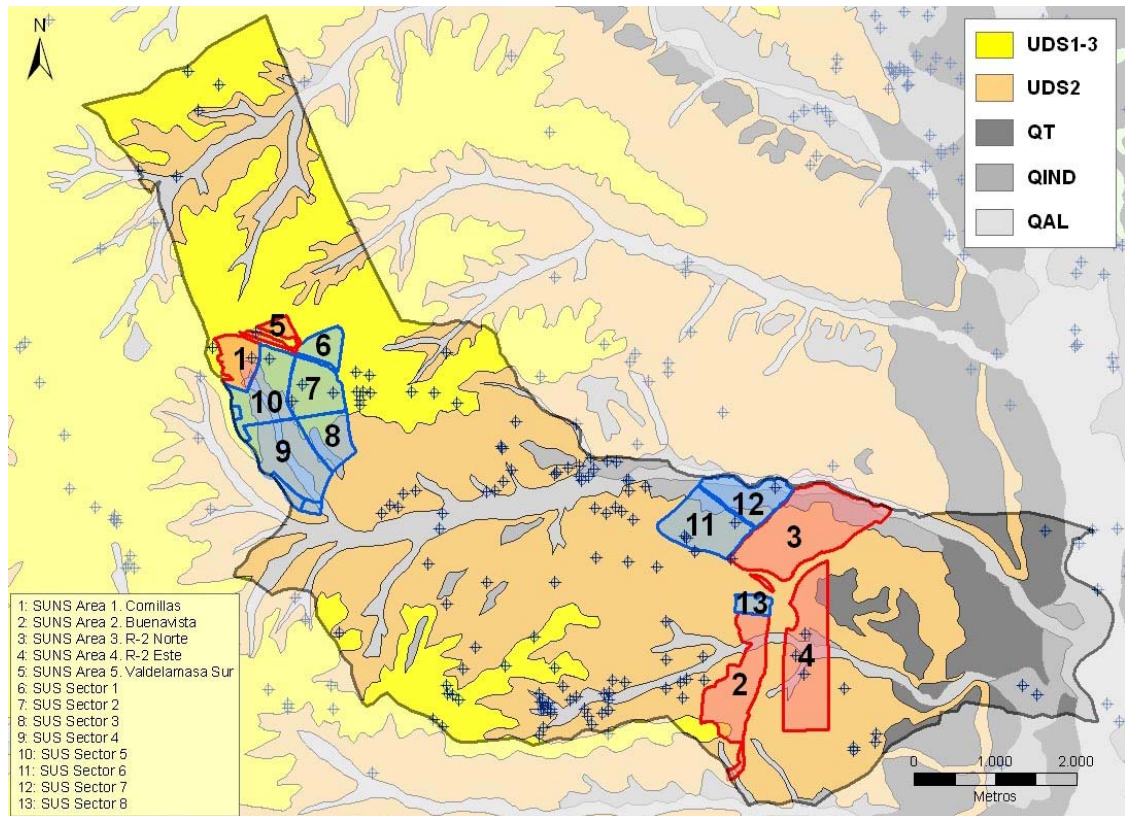 N
UDS1-3
UDS2
QT
QIND
QAL
5
6
1
7
10
8
9
12
11
3
13
4
2
1: SUNS Area 1. Comillas
2: SUNS Area 2. Buenavista
3: SUNS Area 3. R-2 Norte
4: SUNS Area 4. R-2 Este
5: SUNS Area 5. Valdelamasa Sur
6: SUS Sector 1
7: SUS Sector 2
8: SUS Sector 3
9: SUS Sector 4
10: SUS Sector 5
11: SUS Sector 6
12: SUS Sector 7
13: SUS Sector 8
0 1.000 2.000
Metros